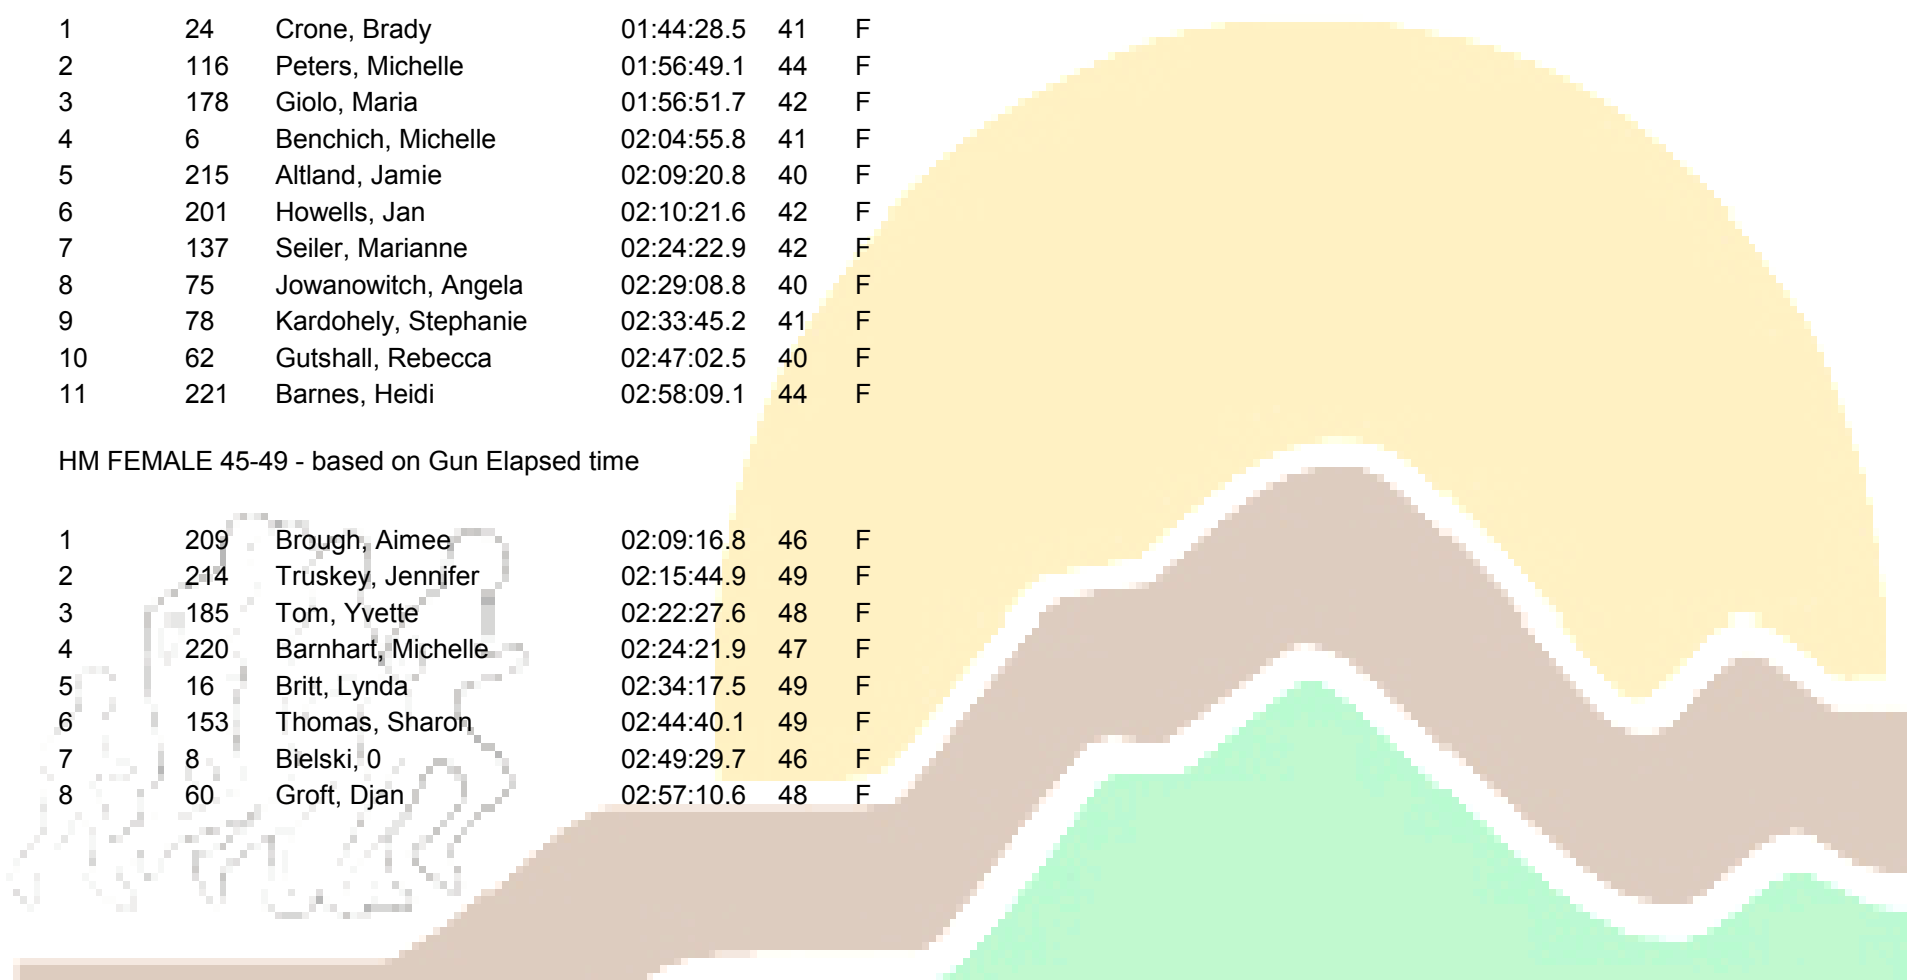 1 24 Crone, Brady 01:44:28.5 41 F
2 116 Peters, Michelle 01:56:49.1 44 F
3 178 Giolo, Maria 01:56:51.7 42 F
4 6 Benchich, Michelle 02:04:55.8 41 F
5 215 Altland, Jamie 02:09:20.8 40 F
6 201 Howells, Jan 02:10:21.6 42 F
7 137 Seiler, Marianne 02:24:22.9 42 F
8 75 Jowanowitch, Angela 02:29:08.8 40 F
9 78 Kardohely, Stephanie 02:33:45.2 41 F
10 62 Gutshall, Rebecca 02:47:02.5 40 F
11 221 Barnes, Heidi 02:58:09.1 44 F
HM FEMALE 45-49 - based on Gun Elapsed time
1 209 Brough, Aimee 02:09:16.8 46 F
2 214 Truskey, Jennifer 02:15:44.9 49 F
3 185 Tom, Yvette 02:22:27.6 48 F
4 220 Barnhart, Michelle 02:24:21.9 47 F
5 16 Britt, Lynda 02:34:17.5 49 F
6 153 Thomas, Sharon 02:44:40.1 49 F
7 8 Bielski, 0 02:49:29.7 46 F
8 60 Groft, Djan 02:57:10.6 48 F